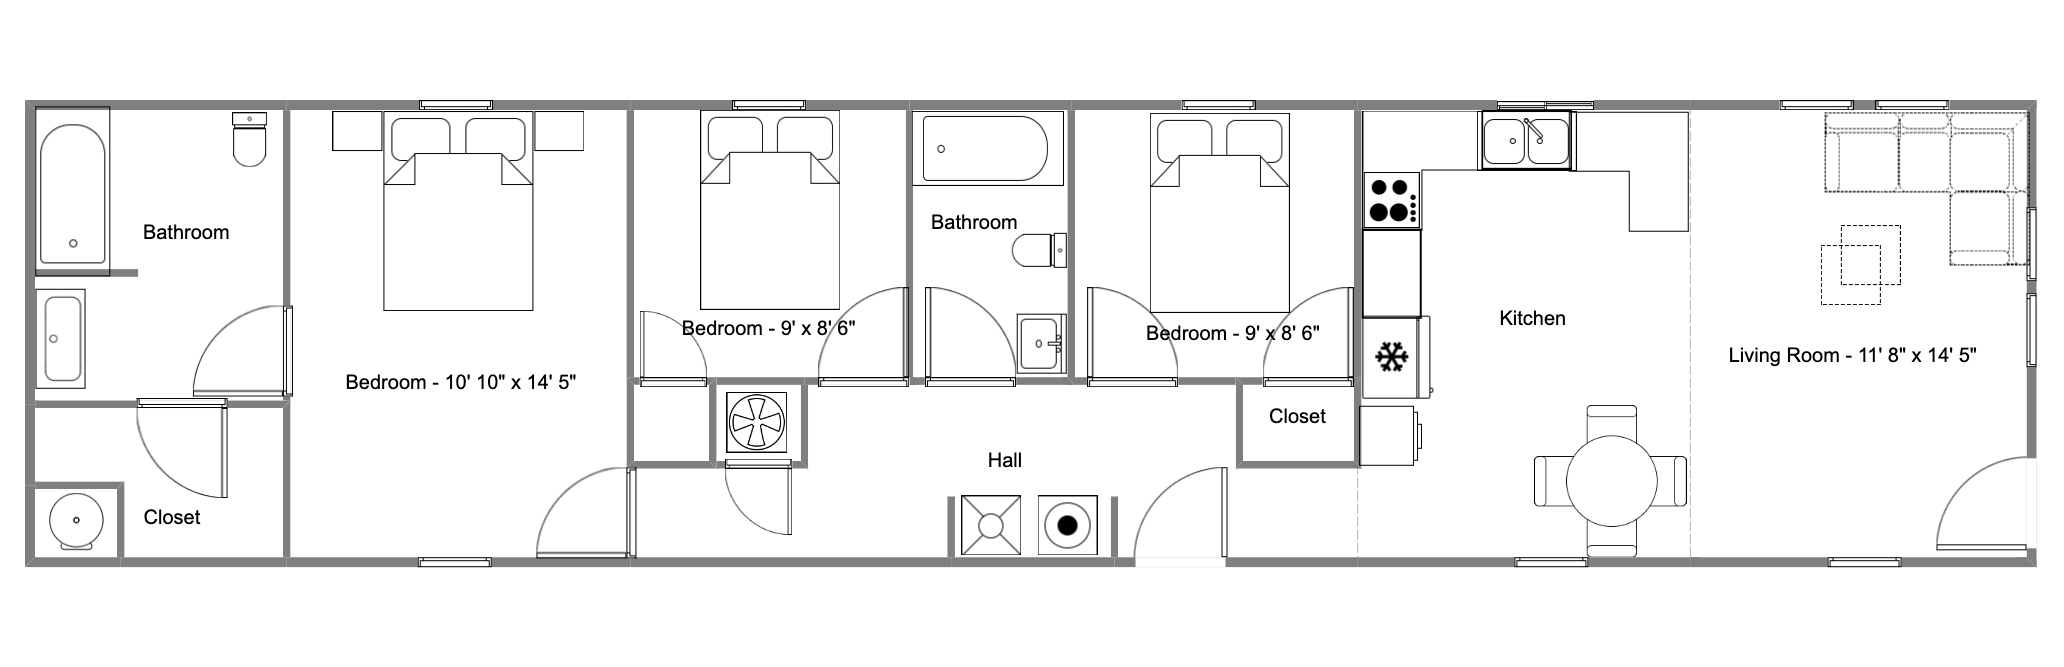 Bathroom
Bathroom
Bedroom - 9' x 8' 6"
Bedroom - 9' x 8' 6"
Kitchen
Living Room - 11' 8" x 14' 5"
Bedroom - 10' 10" x 14' 5"
Closet
Hall
Closet